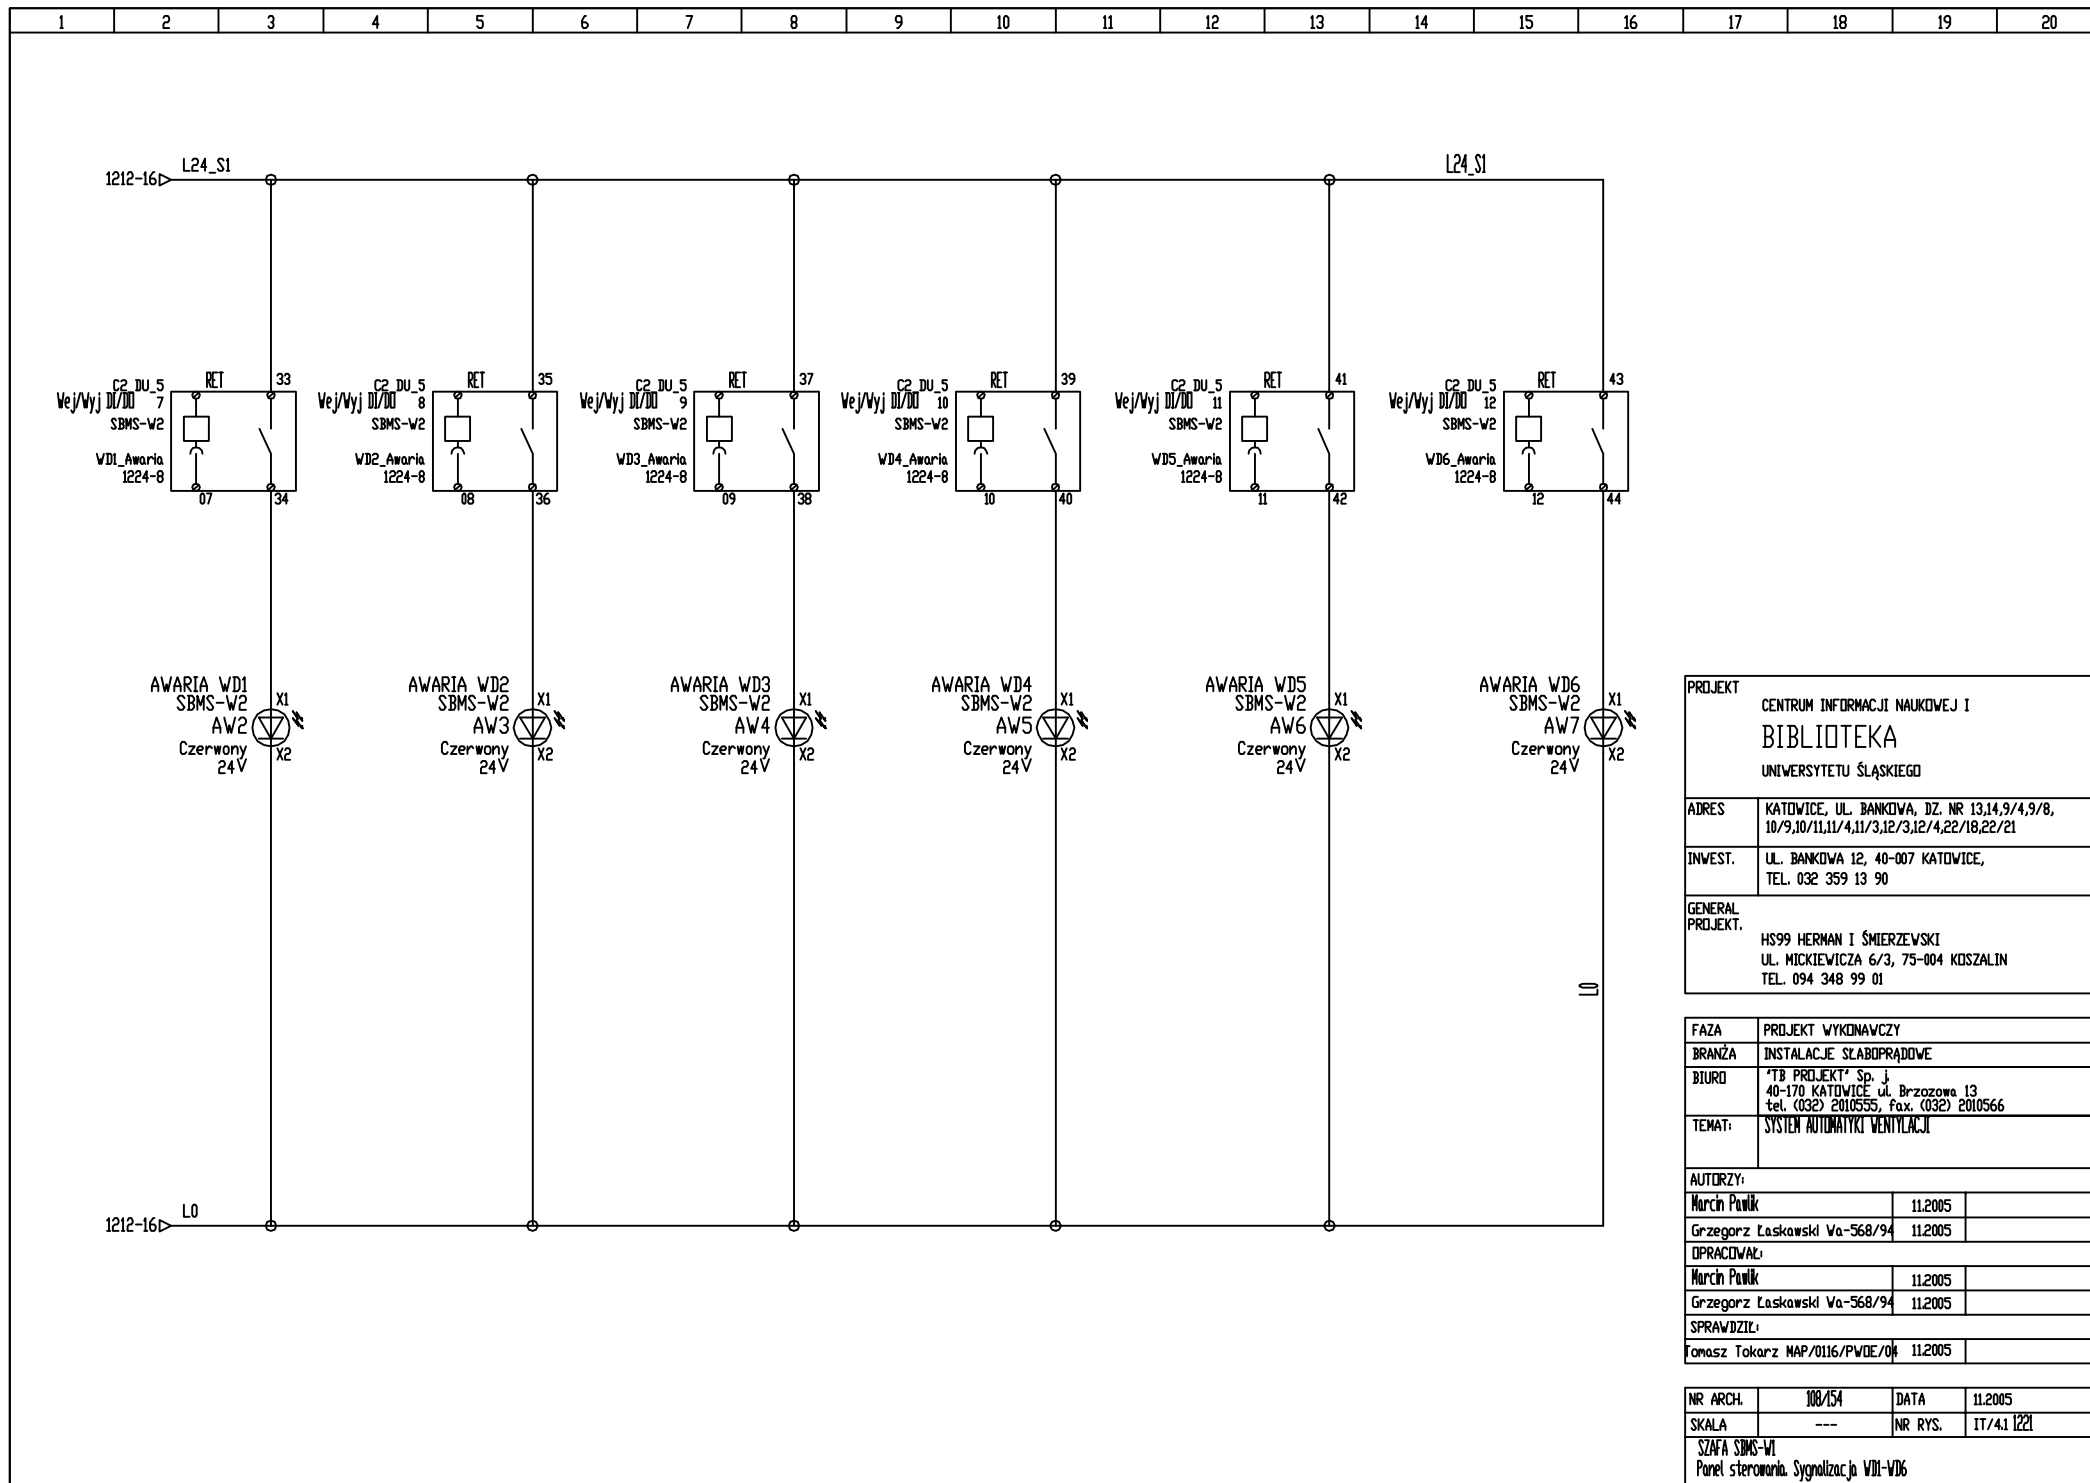 1 2 3 4 5 6 7 8 9 10 11 12 13 14 15 16 17 18 19 20
L24_S1 L24_S1
1212-16
C2_DU_5 RET 33
Wej/Wyj DI/DO 7
SBMS-W2
WD1_Awaria
1224-8
07 34
C2_DU_5 RET 35
Wej/Wyj DI/DO 8
SBMS-W2
WD2_Awaria
1224-8
08 36
C2_DU_5 RET 37
Wej/Wyj DI/DO 9
SBMS-W2
WD3_Awaria
1224-8
09 38
C2_DU_5 RET 39
Wej/Wyj DI/DO 10
SBMS-W2
WD4_Awaria
1224-8
10 40
C2_DU_5 RET 41
Wej/Wyj DI/DO 11
SBMS-W2
WD5_Awaria
1224-8
11 42
C2_DU_5 RET 43
Wej/Wyj DI/DO 12
SBMS-W2
WD6_Awaria
1224-8
12 44
AWARIA WD1
SBMS-W2 X1
AW2
Czerwony X2
24V
AWARIA WD2
SBMS-W2 X1
AW3
Czerwony X2
24V
AWARIA WD3
SBMS-W2 X1
AW4
Czerwony X2
24V
AWARIA WD4
SBMS-W2 X1
AW5
Czerwony X2
24V
AWARIA WD5
SBMS-W2 X1
AW6
Czerwony X2
24V
AWARIA WD6
SBMS-W2 X1
AW7
Czerwony X2
24V
L0
L0
1212-16
PROJEKT
CENTRUM INFORMACJI NAUKOWEJ I
BIBLIOTEKA
UNIWERSYTETU ŚLĄSKIEGO
ADRES KATOWICE, UL. BANKOWA, DZ. NR 13,14,9/4,9/8,
10/9,10/11,11/4,11/3,12/3,12/4,22/18,22/21
INWEST. UL. BANKOWA 12, 40-007 KATOWICE,
TEL. 032 359 13 90
GENERAL
PROJEKT.
HS99 HERMAN I ŚMIERZEWSKI
UL. MICKIEWICZA 6/3, 75-004 KOSZALIN
TEL. 094 348 99 01
FAZA PROJEKT WYKONAWCZY
BRANŻA INSTALACJE SŁABOPRĄDOWE
BIURO "TB PROJEKT" Sp. j.
40-170 KATOWICE ul. Brzozowa 13
tel. (032) 2010555, fax. (032) 2010566
TEMAT: SYSTEM AUTOMATYKI WENTYLACJI
AUTORZY:
Marcin Pawlik 11.2005
Grzegorz Łaskawski Wa-568/94 11.2005
OPRACOWAŁ:
Marcin Pawlik 11.2005
Grzegorz Łaskawski Wa-568/94 11.2005
SPRAWDZIŁ:
Tomasz Tokarz MAP/0116/PWOE/04 11.2005
NR ARCH. 108/154 DATA 11.2005
SKALA --- NR RYS. IT/4.1 1221
SZAFA SBMS-W1
Panel sterowania. Sygnalizacja WD1-WD6